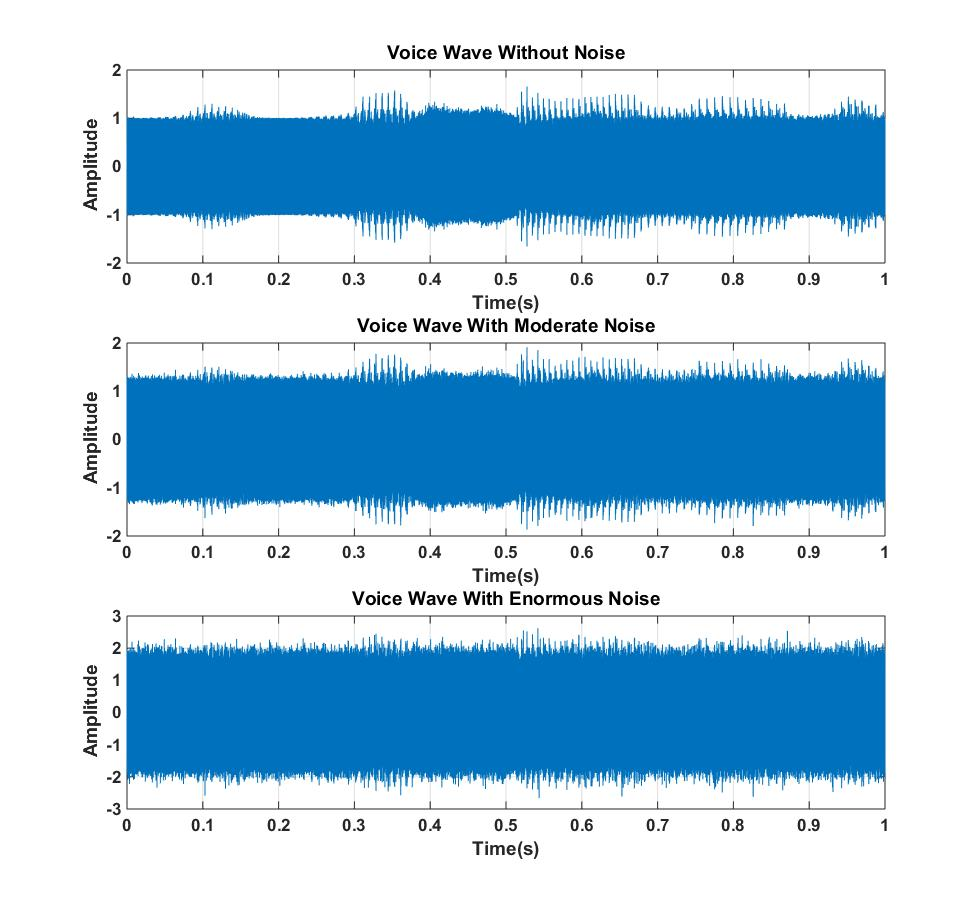 Voice Wave Without Noise
2
1
0
-1
-2
Amplitude
0 0.1 0.2 0.3 0.4 0.5 0.6 0.7 0.8 0.9 1
Time(s)
Voice Wave With Moderate Noise
2
1
0
-1
-2
Amplitude
0 0.1 0.2 0.3 0.4 0.5 0.6 0.7 0.8 0.9 1
Time(s)
Voice Wave With Enormous Noise
3
2
1
0
-1
-2
-3
Amplitude
0 0.1 0.2 0.3 0.4 0.5 0.6 0.7 0.8 0.9 1
Time(s)